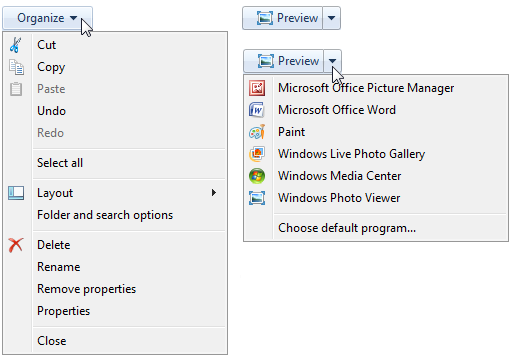 Organize
Cut
Copy
Paste
Undo
Redo
Select all
Layout
Folder and search options
Delete
Rename
Remove properties
Properties
Close
Preview
Preview
Microsoft Office Picture Manager
Microsoft Office Word
Paint
Windows Live Photo Gallery
Windows Media Center
Windows Photo Viewer
Choose default program...